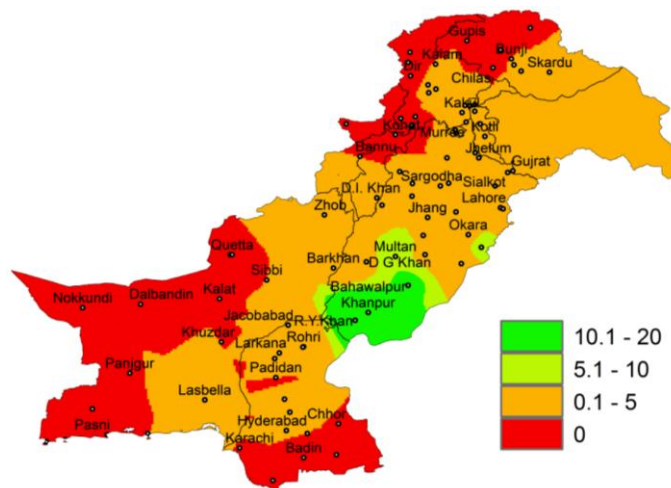 Gupis
Bunji
Kalam
Dir
Skardu
Chilas
Kakul
Kohat
Murree
Kotli
Bannu
Jhelum
Gujrat
Sargodha
Sialkot
D.I. Khan
Zhob
Jhang
Lahore
Okara
Quetta
Multan
Barkhan
D G Khan
Sibbi
Bahawalpur
Nokkundi
Dalbandin
Kalat
Khanpur
Jacobabad
R.Y.Khan
Khuzdar
Larkana
Rohri
Panjgur
Padidan
Lasbella
Pasni
Hyderabad
Chhor
Karachi
Badin
10.1 - 20
5.1 - 10
0.1 - 5
0